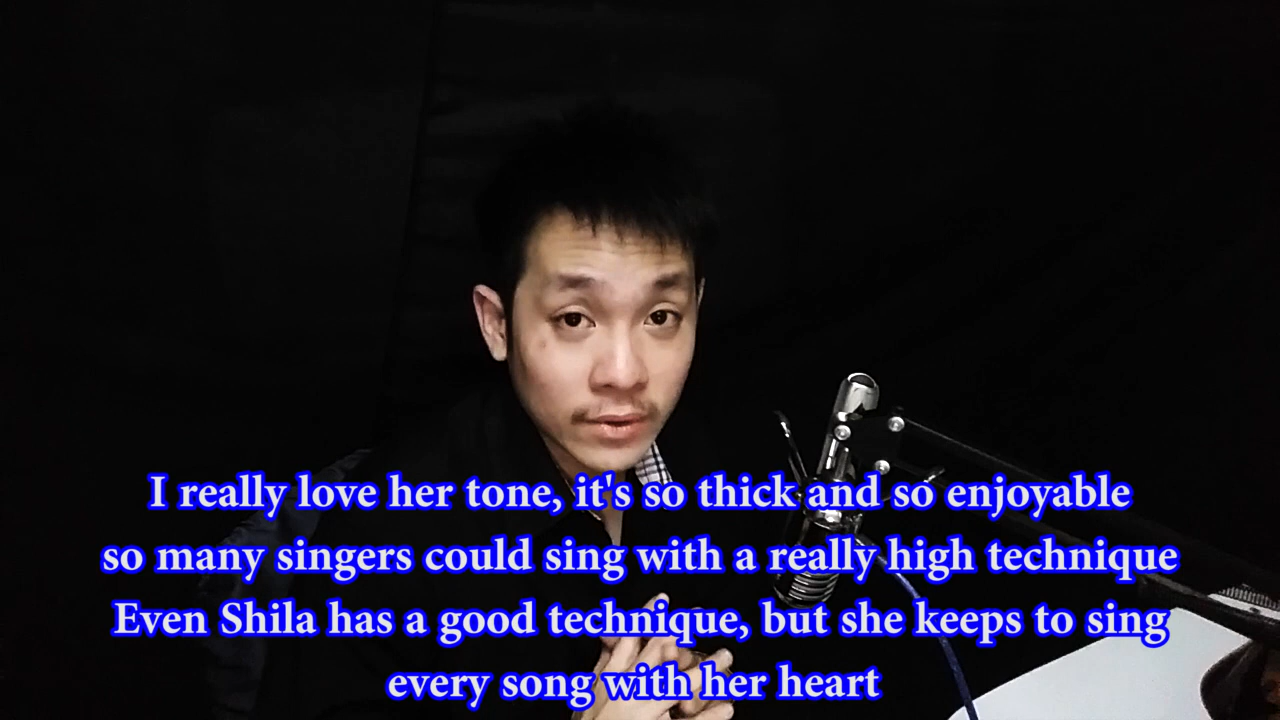 I really love her tone, it's so thick and so enjoyable
so many singers could sing with a really high technique
Even Shila has a good technique, but she keeps to sing
every song with her heart